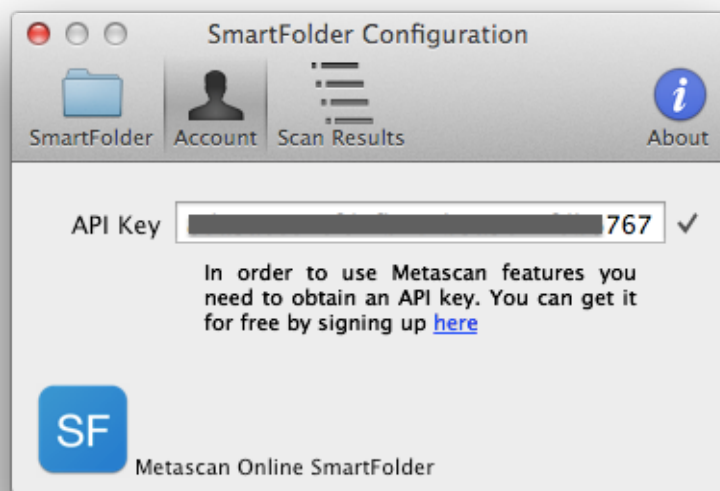 SmartFolder Configuration
SmartFolder Account Scan Results About
API Key 767
In order to use Metascan features you
need to obtain an API key. You can get it
for free by signing up here
SF
Metascan Online SmartFolder